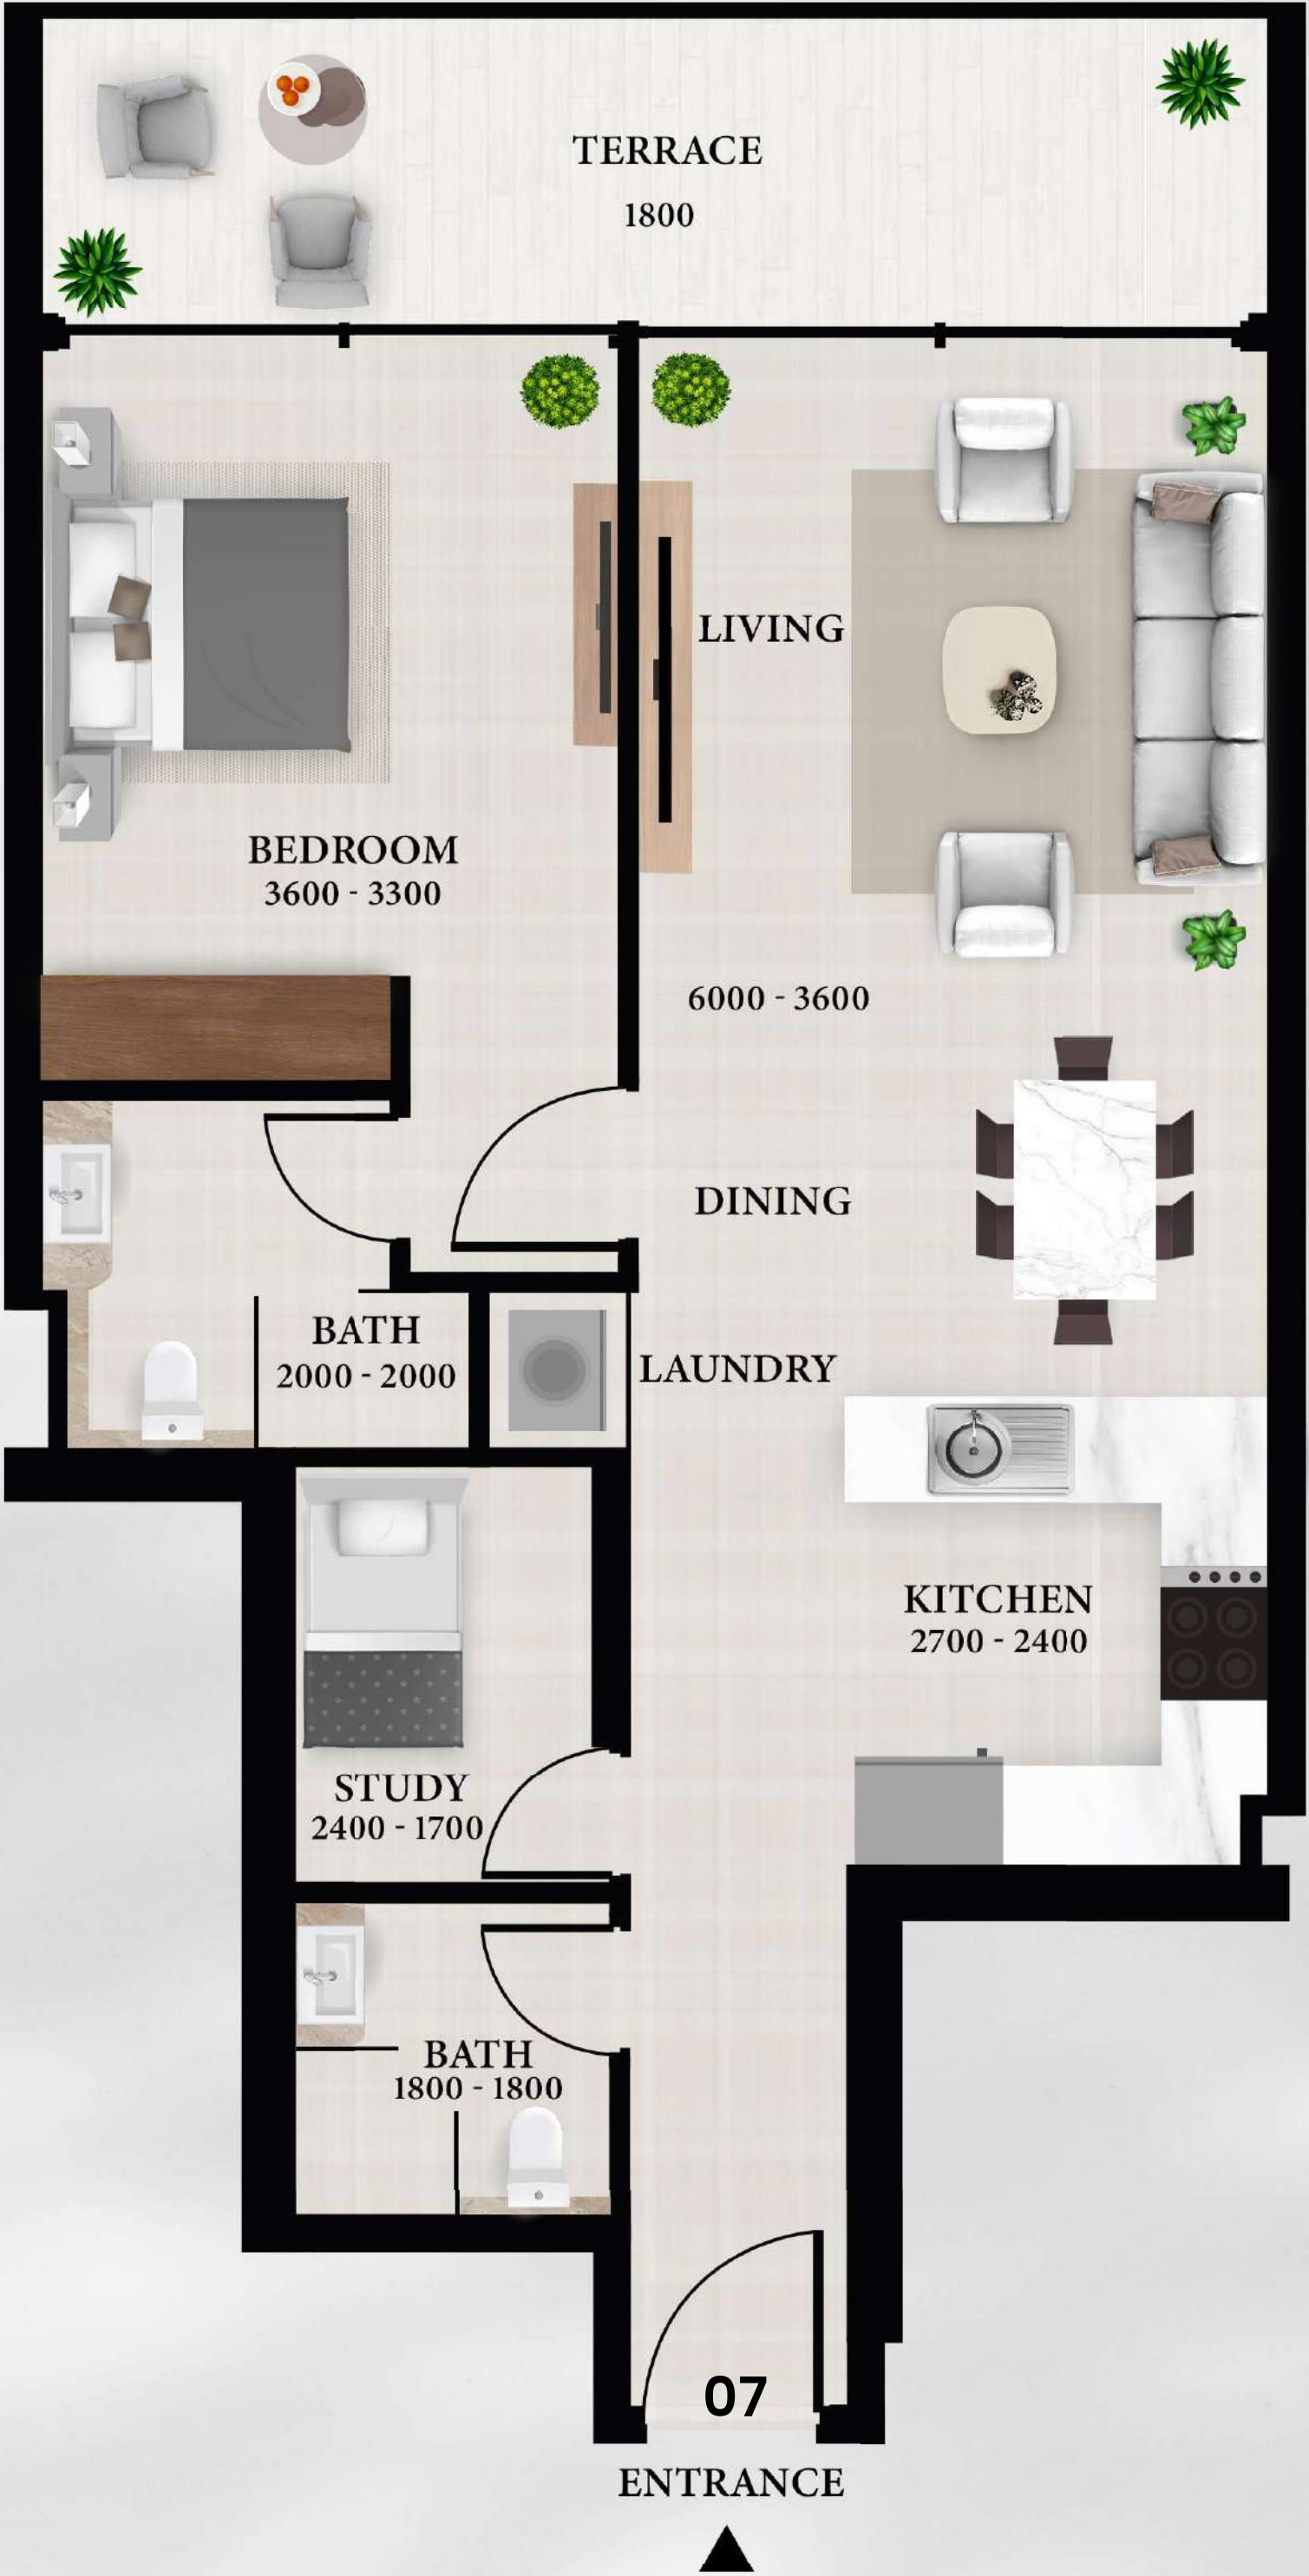 TERRACE
1800
LIVING
BEDROOM
3600 - 3300
6000 - 3600
DINING
BATH
2000 - 2000
LAUNDRY
KITCHEN
2700 - 2400
STUDY
2400 - 1700
BATH
1800 - 1800
07
ENTRANCE